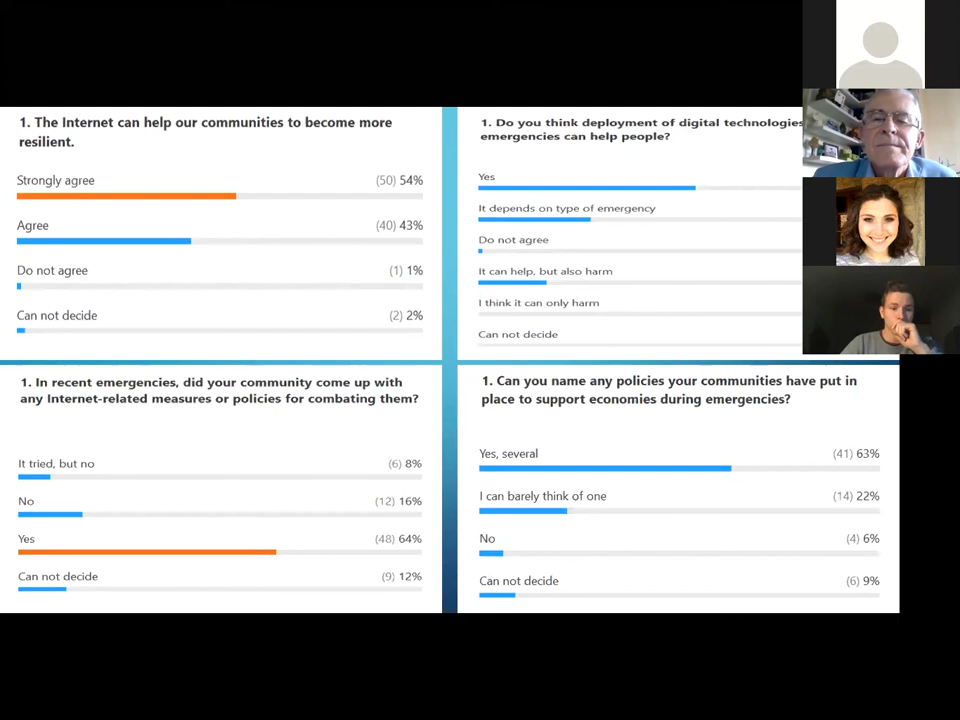 1. The Internet can help our communities to become more
resilient.
Strongly agree (50) 54%
Agree (40) 43%
Do not agree (1) 1%
Can not decide (2) 2%
1. Do you think deployment of digital technologies
emergencies can help people?
Yes
It depends on type of emergency
Do not agree
It can help, but also harm
I think it can only harm
Can not decide
1. In recent emergencies, did your community come up with
any Internet-related measures or policies for combating them?
It tried, but no (6) 8%
No (12) 16%
Yes (48) 64%
Can not decide (9) 12%
1. Can you name any policies your communities have put in
place to support economies during emergencies?
Yes, several (41) 63%
I can barely think of one (14) 22%
No (4) 6%
Can not decide (6) 9%